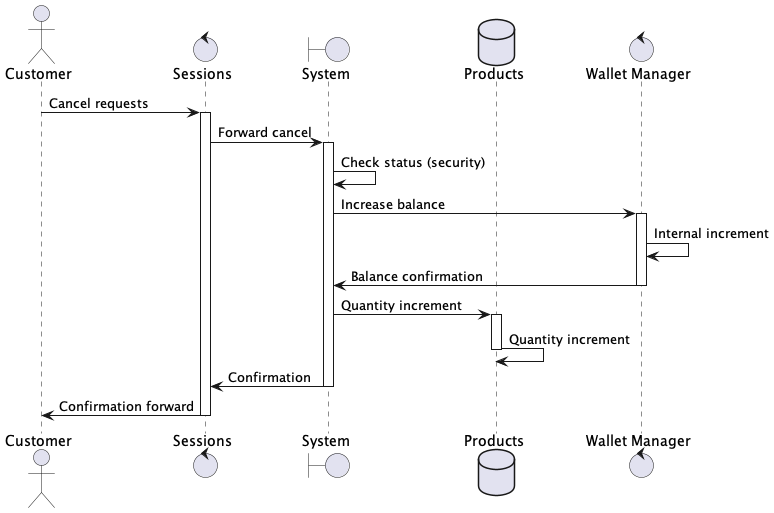 Customer
Sessions
System
Products
Wallet Manager
Cancel requests
Forward cancel
Check status (security)
Increase balance
Internal increment
Balance confirmation
Quantity increment
Quantity increment
Confirmation
Confirmation forward
Customer
Sessions
System
Products
Wallet Manager